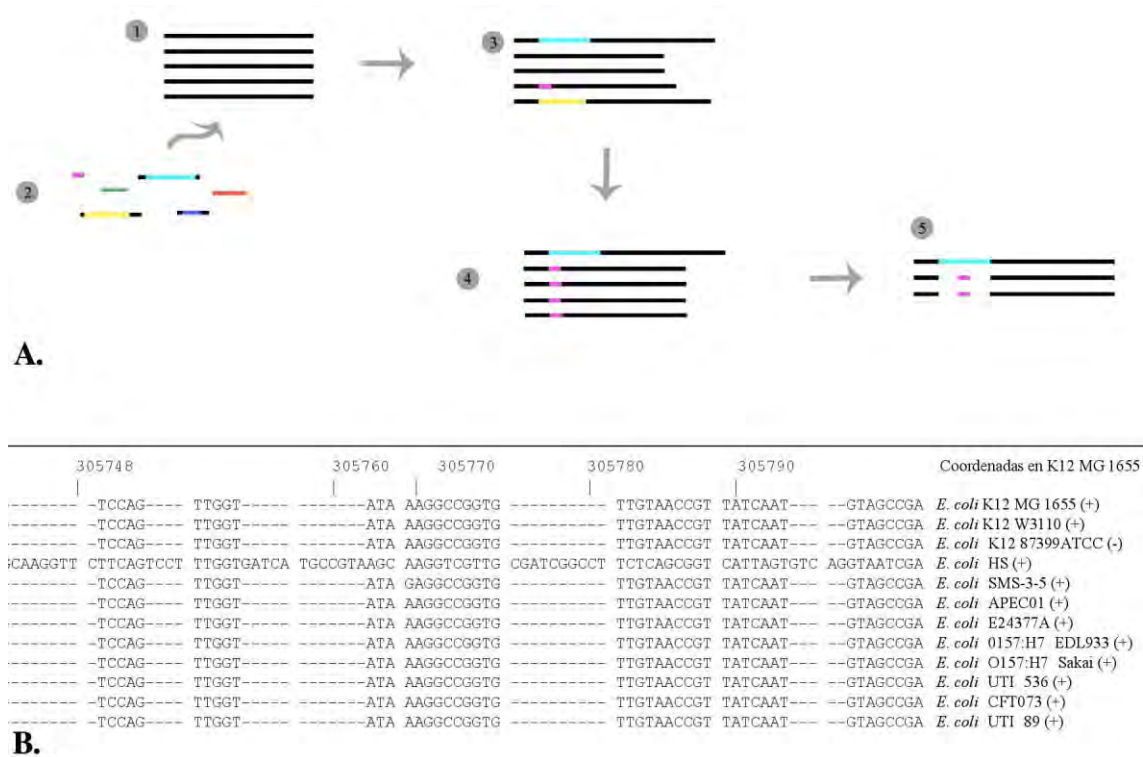 1
3
2
4
5
A.
305748 305760 305770 305780 305790 Coordenadas en K12 MG 1655
---------- -TCCAG---- TTGGT----- -------ATA AAGGCCGGTG ---------- TTGTAACCGT TATCAAT--- -GTAGCCGA E. coli K12 MG 1655 (+)
---------- -TCCAG---- TTGGT----- -------ATA AAGGCCGGTG ---------- TTGTAACCGT TATCAAT--- -GTAGCCGA E. coli K12 W3110 (+)
---------- -TCCAG---- TTGGT----- -------ATA AAGGCCGGTG ---------- TTGTAACCGT TATCAAT--- -GTAGCCGA E. coli K12 87399ATCC (-)
GCAAGGTT CTTCAGTCCT TTGGTGATCA TGCCGTAAGC AAGGTCGTTG CGATCGGCCT TCTCAGCGGT CATTAGTGTC AGGTAATCGA E. coli HS (+)
---------- -TCCAG---- TTGGT----- -------ATA GAGGCCGGTG ---------- TTGTAACCGT TATCAAT--- -GTAGCCGA E. coli SMS-3-5 (+)
---------- -TCCAG---- TTGGT----- -------ATA AAGGCCGGTG ---------- TTGTAACCGT TATCAAT--- -GTAGCCGA E. coli APEC01 (+)
---------- -TCCAG---- TTGGT----- -------ATA AAGGCCGGTG ---------- TTGTAACCGT TATCAAT--- -GTAGCCGA E. coli E24377A (+)
---------- -TCCAG---- TTGGT----- -------ATA AAGGCCGGTG ---------- TTGTAACCGT TATCAAT--- -GTAGCCGA E. coli 0157:H7 EDL933 (+)
---------- -TCCAG---- TTGGT----- -------ATA AAGGCCGGTG ---------- TTGTAACCGT TATCAAT--- -GTAGCCGA E. coli O157:H7 Sakai (+)
---------- -TCCAG---- TTGGT----- -------ATA AAGGCCGGTG ---------- TTGTAACCGT TATCAAT--- -GTAGCCGA E. coli UTI 536 (+)
---------- -TCCAG---- TTGGT----- -------ATA AAGGCCGGTG ---------- TTGTAACCGT TATCAAT--- -GTAGCCGA E. coli CFT073 (+)
---------- -TCCAG---- TTGGT----- -------ATA AAGGCCGGTG ---------- TTGTAACCGT TATCAAT--- -GTAGCCGA E. coli UTI 89 (+)
B.